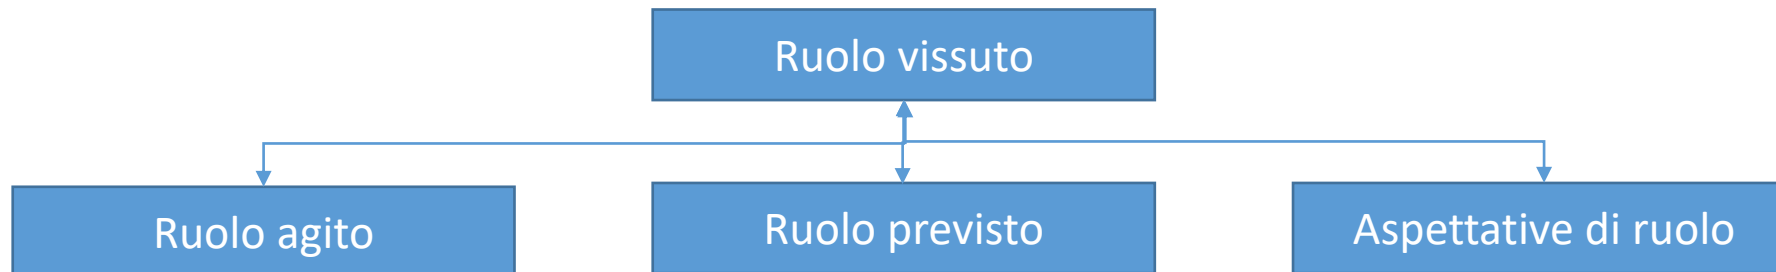 Ruolo vissuto
Ruolo agito
Ruolo previsto
Aspettative di ruolo